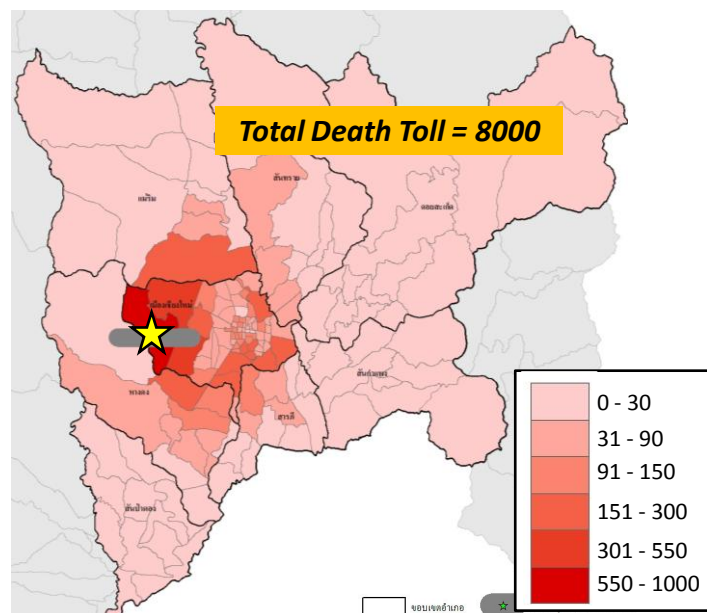 Total Death Toll = 8000
สันทราย
แม่ริม
ดอยสะเก็ด
เมืองเชียงใหม่
หางดง
สารภี
สันกำแพง
สันป่าตอง
0 - 30
31 - 90
91 - 150
151 - 300
301 - 550
550 - 1000
ขอบเขตอำเภอ